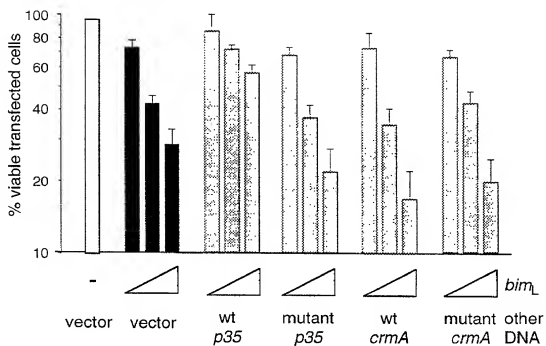 % viable transfected cells
100
80
60
40
20
10
- bimL
vector vector wt p35 mutant p35 wt crmA mutant crmA other DNA